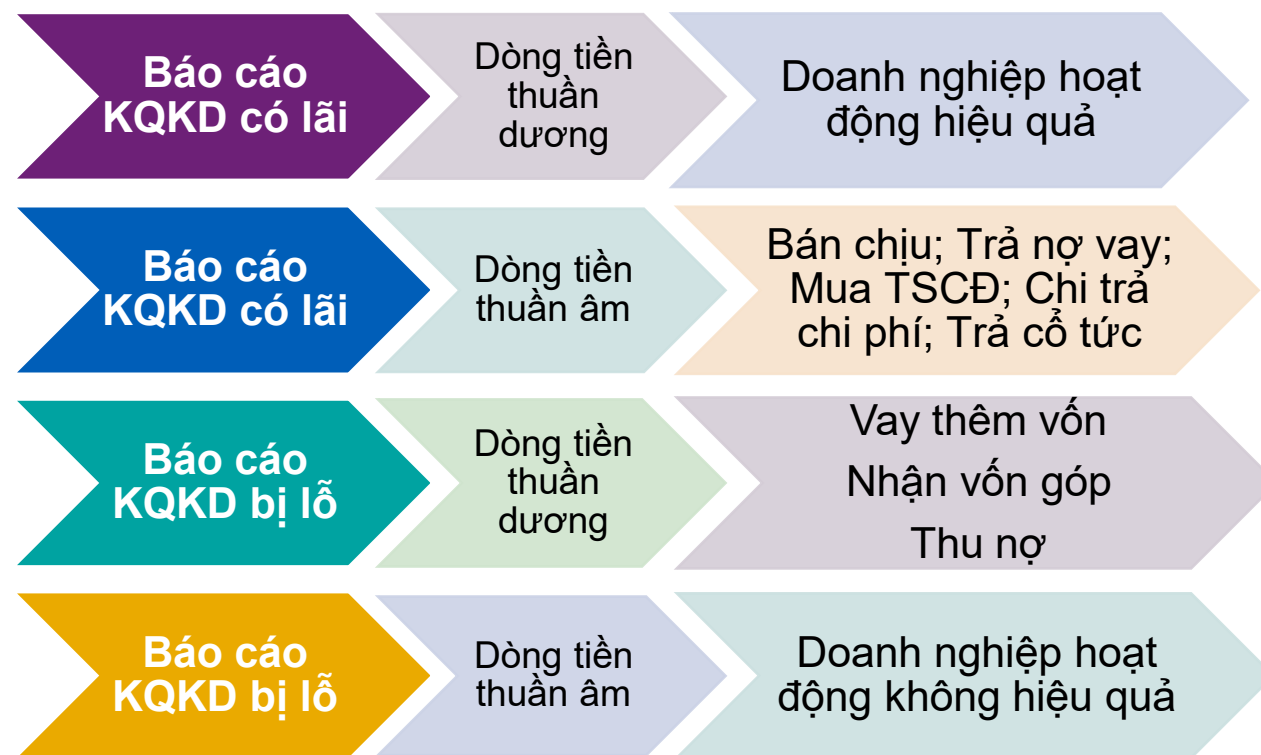 Báo cáo
KQKD có lãi
Dòng tiền
thuần
dương
Doanh nghiệp hoạt
động hiệu quả
Báo cáo
KQKD có lãi
Dòng tiền
thuần âm
Bán chịu; Trả nợ vay;
Mua TSCĐ; Chi trả
chi phí; Trả cổ tức
Báo cáo
KQKD bị lỗ
Dòng tiền
thuần
dương
Vay thêm vốn
Nhận vốn góp
Thu nợ
Báo cáo
KQKD bị lỗ
Dòng tiền
thuần âm
Doanh nghiệp hoạt
động không hiệu quả